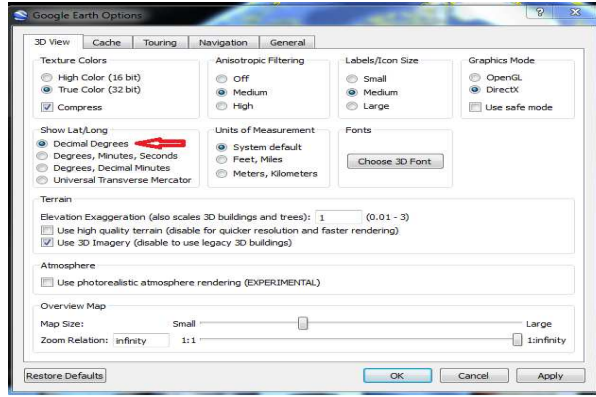 Google Earth Options
3D View Cache Touring Navigation General
Texture Colors
High Color (16 bit)
True Color (32 bit)
Compress
Anisotropic Filtering
Off
Medium
High
Labels/Icon Size
Small
Medium
Large
Graphics Mode
OpenGL
DirectX
Use safe mode
Show Lat/Long
Decimal Degrees
Degrees, Minutes, Seconds
Degrees, Decimal Minutes
Universal Transverse Mercator
Units of Measurement
System default
Feet, Miles
Meters, Kilometers
Fonts
Choose 3D Font
Terrain
Elevation Exaggeration (also scales 3D buildings and trees): 1 (0.01 - 3)
Use high quality terrain (disable for quicker resolution and faster rendering)
Use 3D Imagery (disable to use legacy 3D buildings)
Atmosphere
Use photorealistic atmosphere rendering (EXPERIMENTAL)
Overview Map
Map Size: Small Large
Zoom Relation: infinity 1:1 1:infinity
Restore Defaults OK Cancel Apply